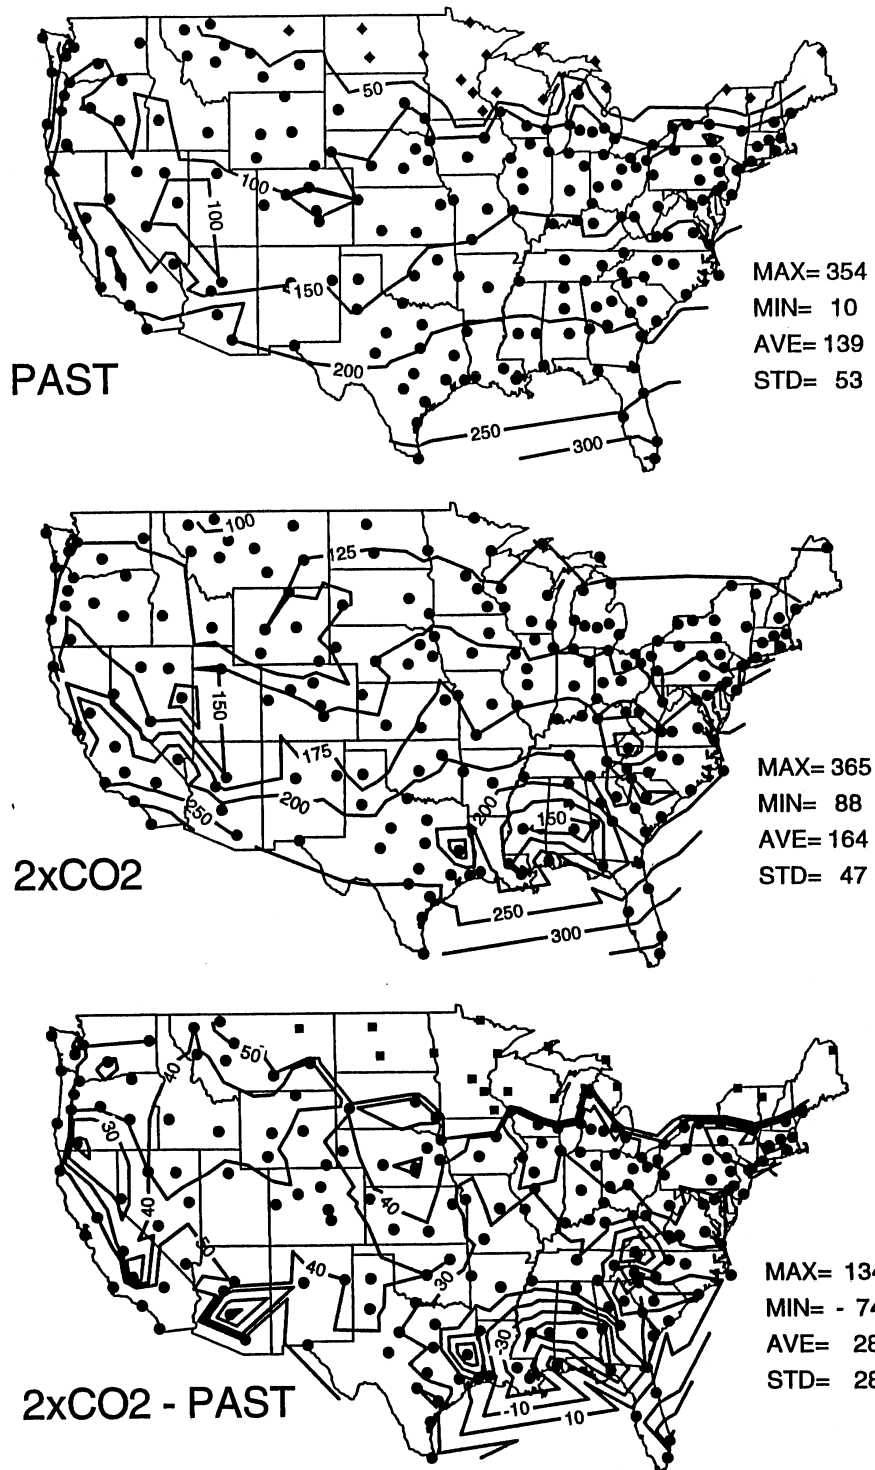 50
100
100
150
200
250
300
PAST
MAX= 354
MIN= 10
AVE= 139
STD= 53
100
125
150
175
200
200
150
250
250
300
2xCO2
MAX= 365
MIN= 88
AVE= 164
STD= 47
50
40
30
40
50
40
40
30
-30
-10
10
2xCO2 - PAST
MAX= 134
MIN= - 74
AVE= 28
STD= 28